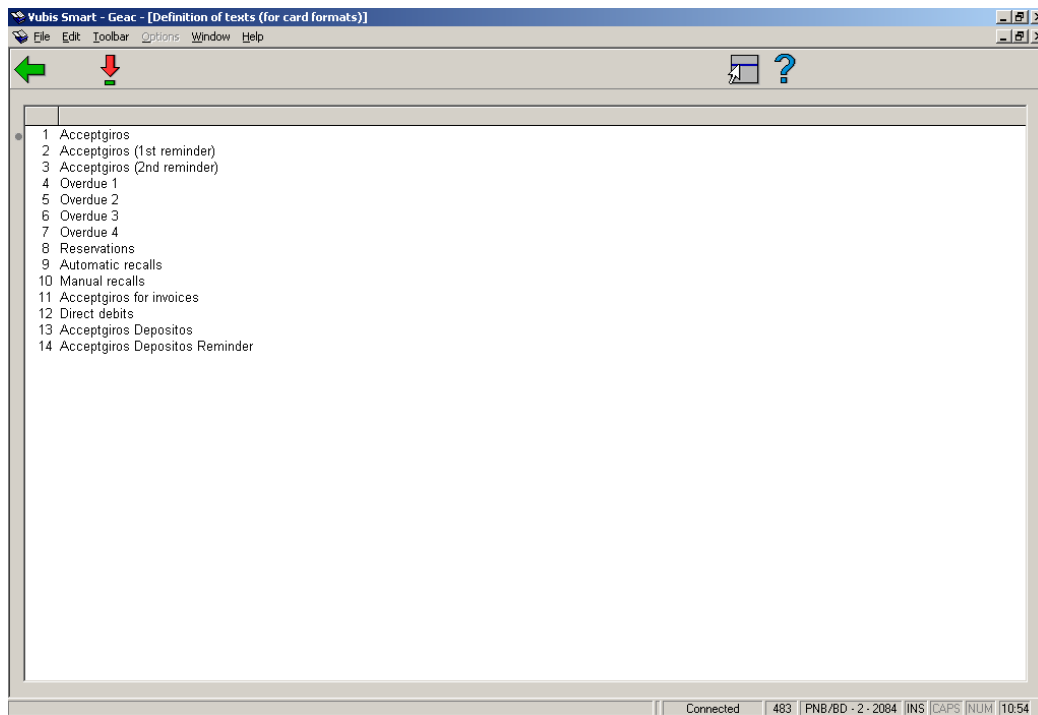 Vubis Smart - Geac - [Definition of texts (for card formats)]
File Edit Toolbar Options Window Help
?
1 Acceptgiros
2 Acceptgiros (1st reminder)
3 Acceptgiros (2nd reminder)
4 Overdue 1
5 Overdue 2
6 Overdue 3
7 Overdue 4
8 Reservations
9 Automatic recalls
10 Manual recalls
11 Acceptgiros for invoices
12 Direct debits
13 Acceptgiros Depositos
14 Acceptgiros Depositos Reminder
Connected 483 PNB/BD - 2 - 2084 INS CAPS NUM 10:54